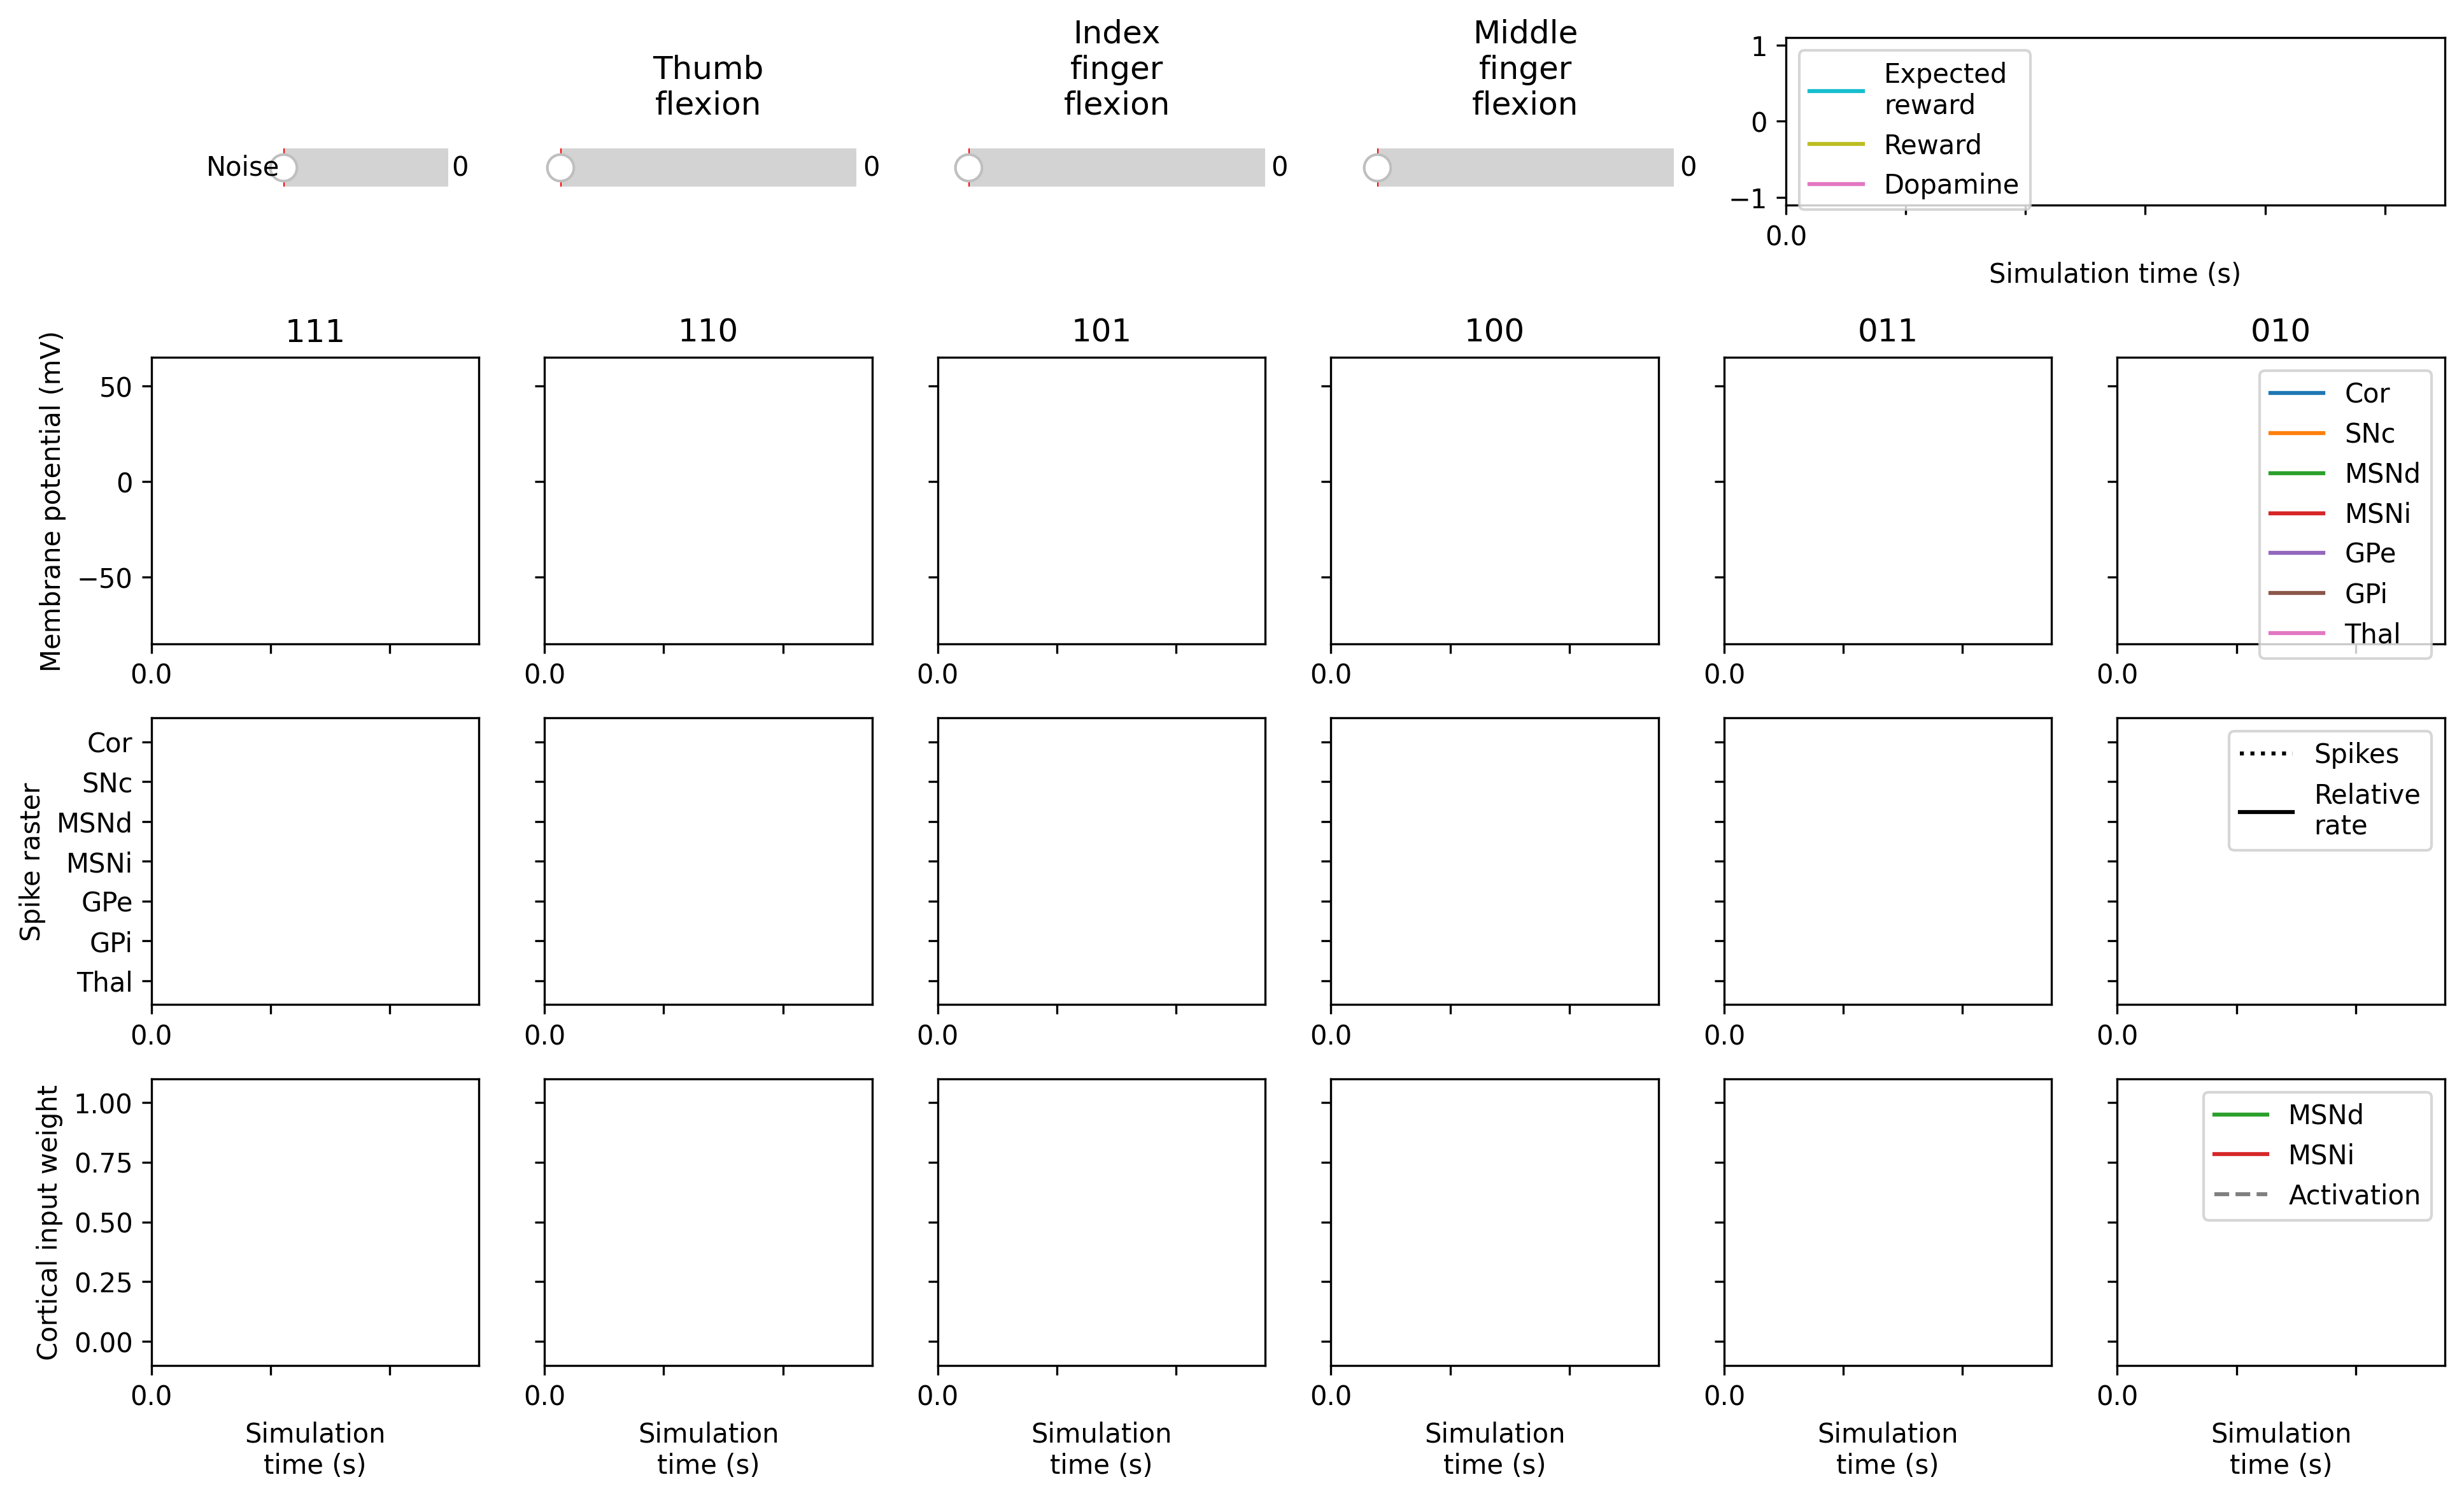 Thumb
flexion
Index
finger
flexion
Middle
finger
flexion
Noise 0
0
0
0
1
0
−1
Expected
reward
Reward
Dopamine
0.0
Simulation time (s)
111
110
101
100
011
010
Membrane potential (mV)
50
0
−50
Cor
SNc
MSNd
MSNi
GPe
GPi
Thal
0.0
0.0
0.0
0.0
0.0
0.0
Spike raster
Cor
SNc
MSNd
MSNi
GPe
GPi
Thal
Spikes
Relative
rate
0.0
0.0
0.0
0.0
0.0
0.0
Cortical input weight
1.00
0.75
0.50
0.25
0.00
MSNd
MSNi
Activation
0.0
0.0
0.0
0.0
0.0
0.0
Simulation
time (s)
Simulation
time (s)
Simulation
time (s)
Simulation
time (s)
Simulation
time (s)
Simulation
time (s)